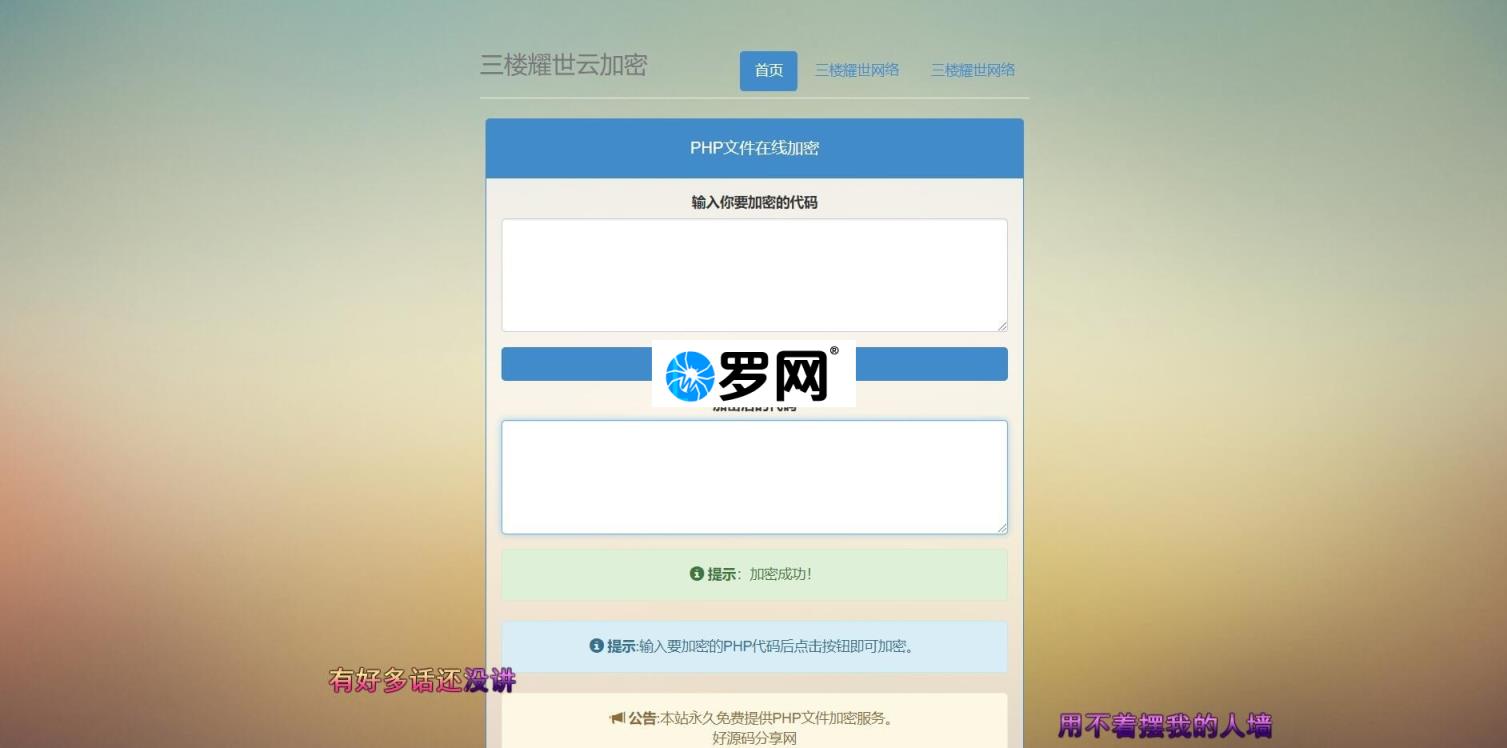 三楼耀世云加密
首页
三楼耀世网络
三楼耀世网络
PHP文件在线加密
输入你要加密的代码
罗网®
提示：加密成功！
提示:输入要加密的PHP代码后点击按钮即可加密。
有好多话还没讲
公告:本站永久免费提供PHP文件加密服务。
用不着摆我的人墙
好源码分享网